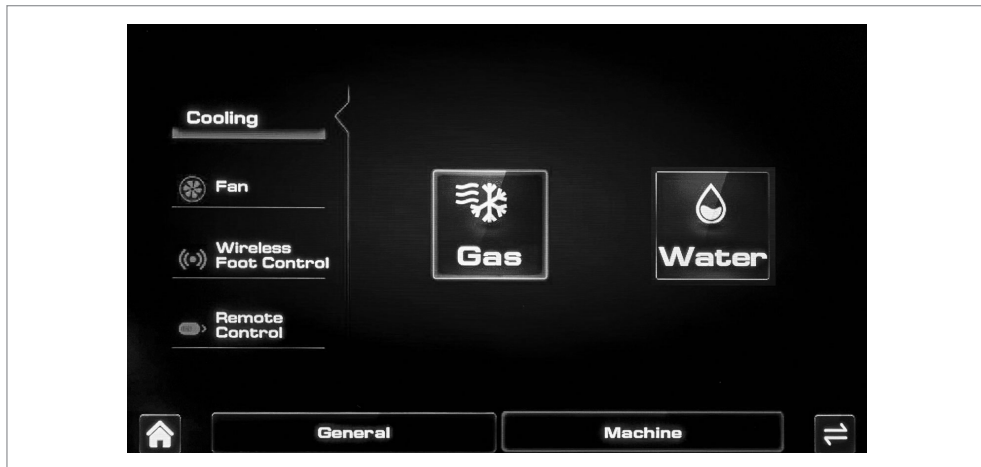 Cooling
Fan
Wireless
Foot Control
Remote
Control
Gas
Water
General
Machine